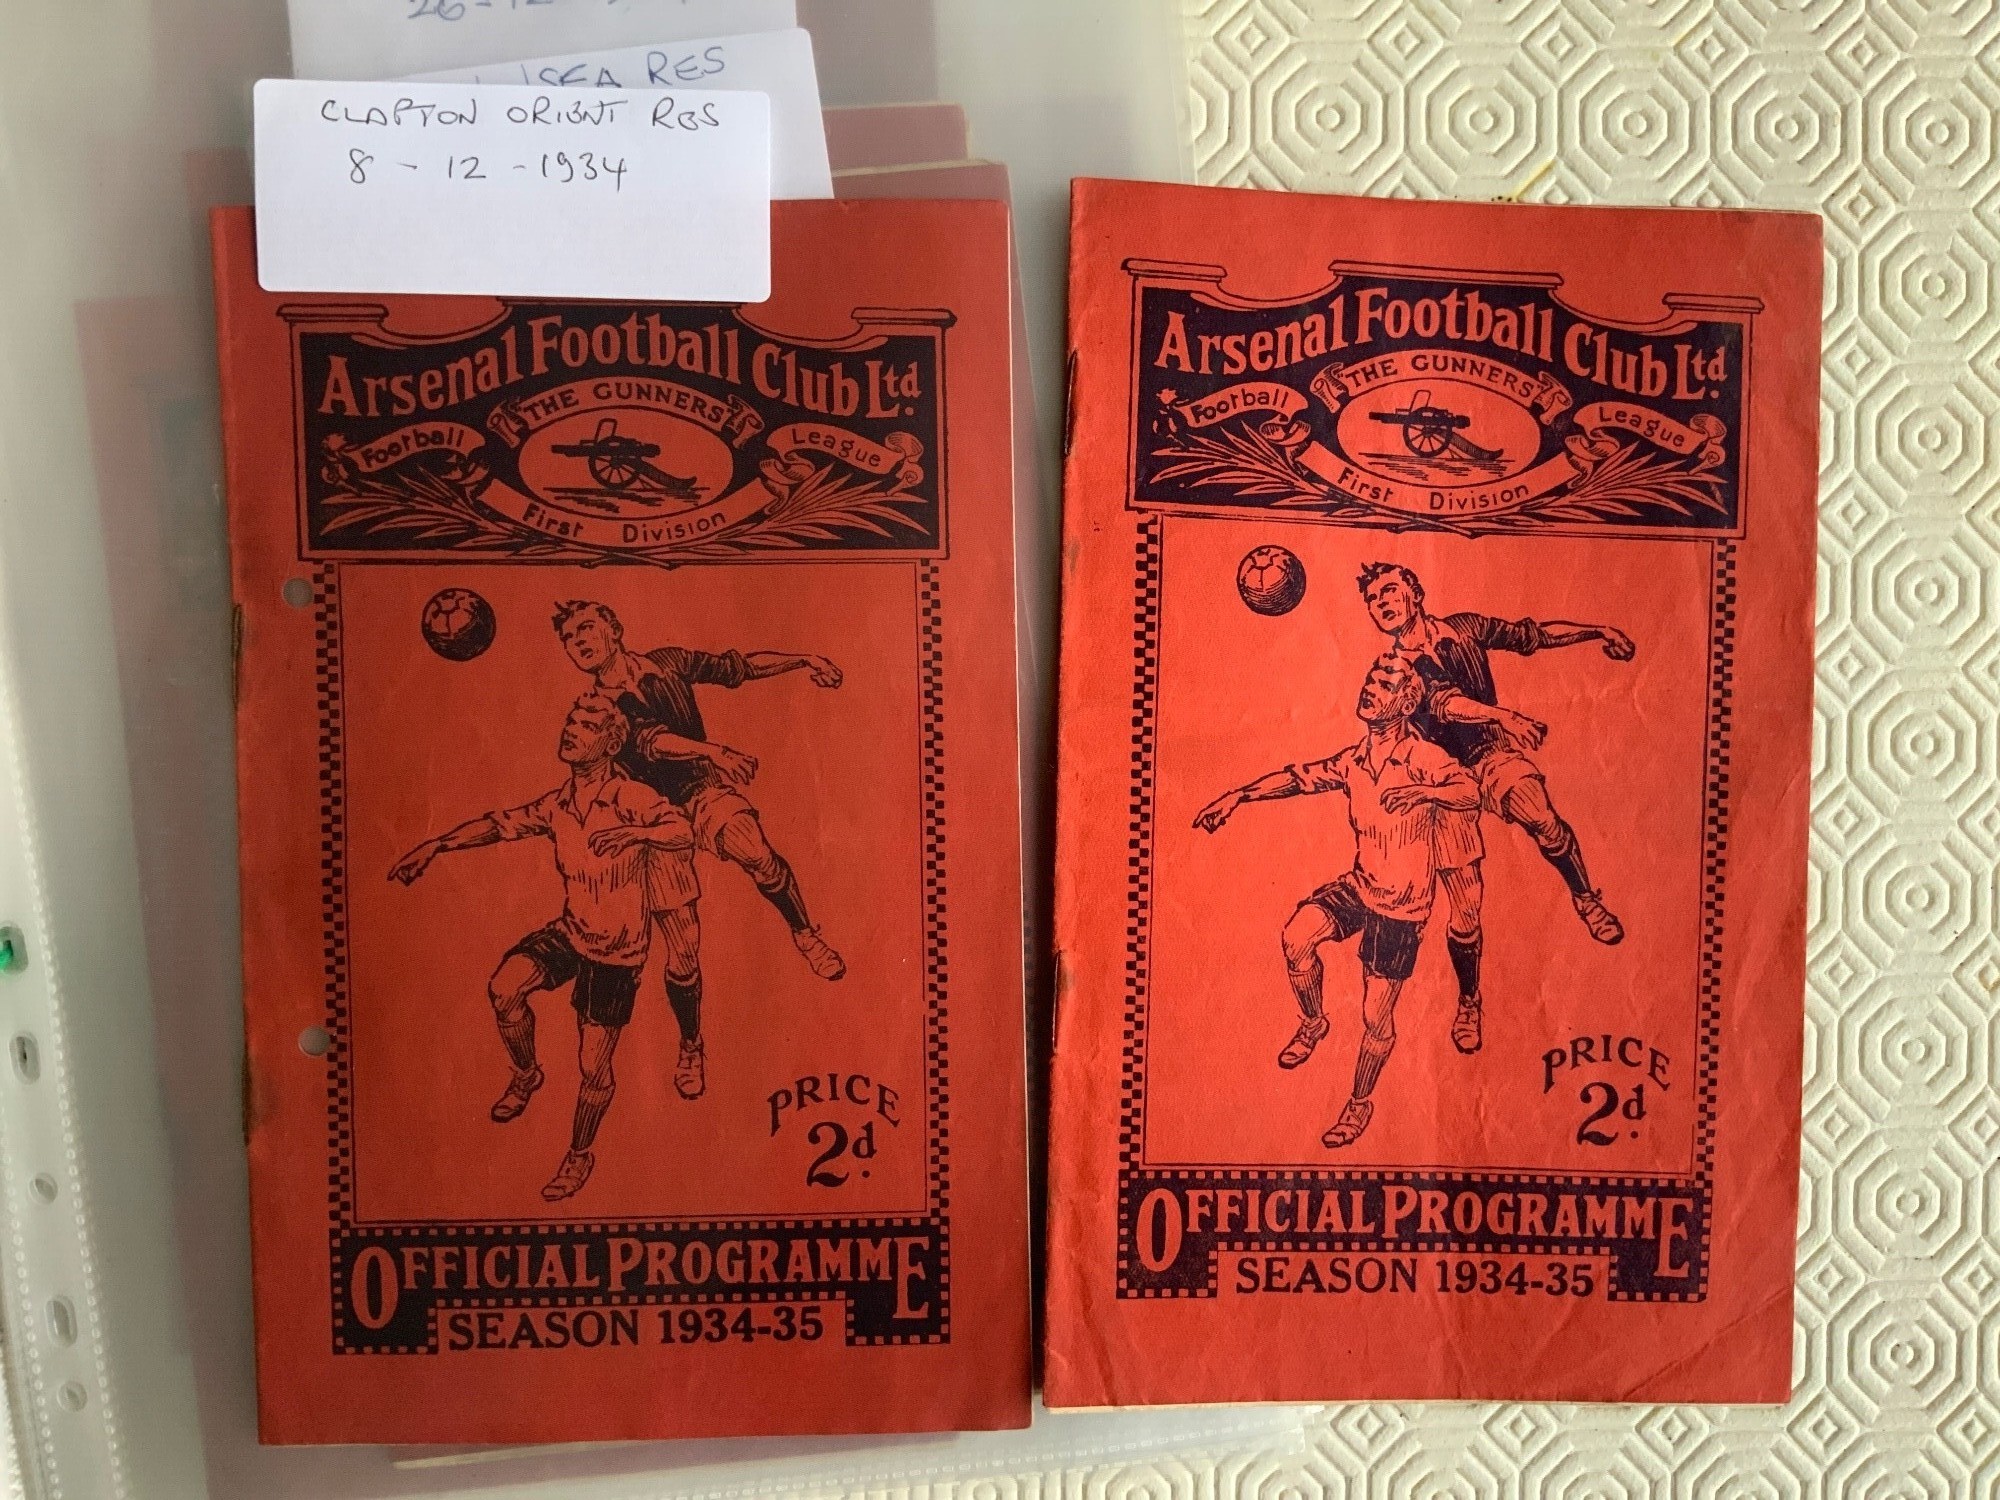 RES
CLAPTON ORIENT RES
8 - 12 - 1934
Arsenal Football Club Ltd.
"THE GUNNERS"
Football League
First Division
PRICE
2d.
OFFICIAL PROGRAMME
SEASON 1934-35
Arsenal Football Club Ltd.
"THE GUNNERS"
Football League
First Division
PRICE
2d.
OFFICIAL PROGRAMME
SEASON 1934-35